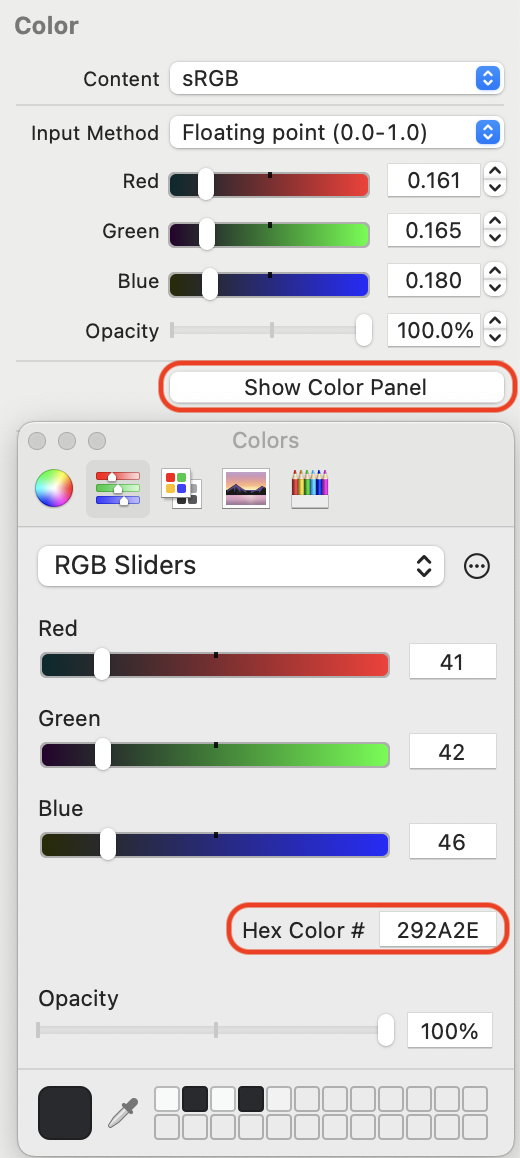 Color
Content sRGB
Input Method Floating point (0.0-1.0)
Red 0.161
Green 0.165
Blue 0.180
Opacity 100.0%
Show Color Panel
Colors
RGB Sliders
Red
41
Green
42
Blue
46
Hex Color # 292A2E
Opacity
100%